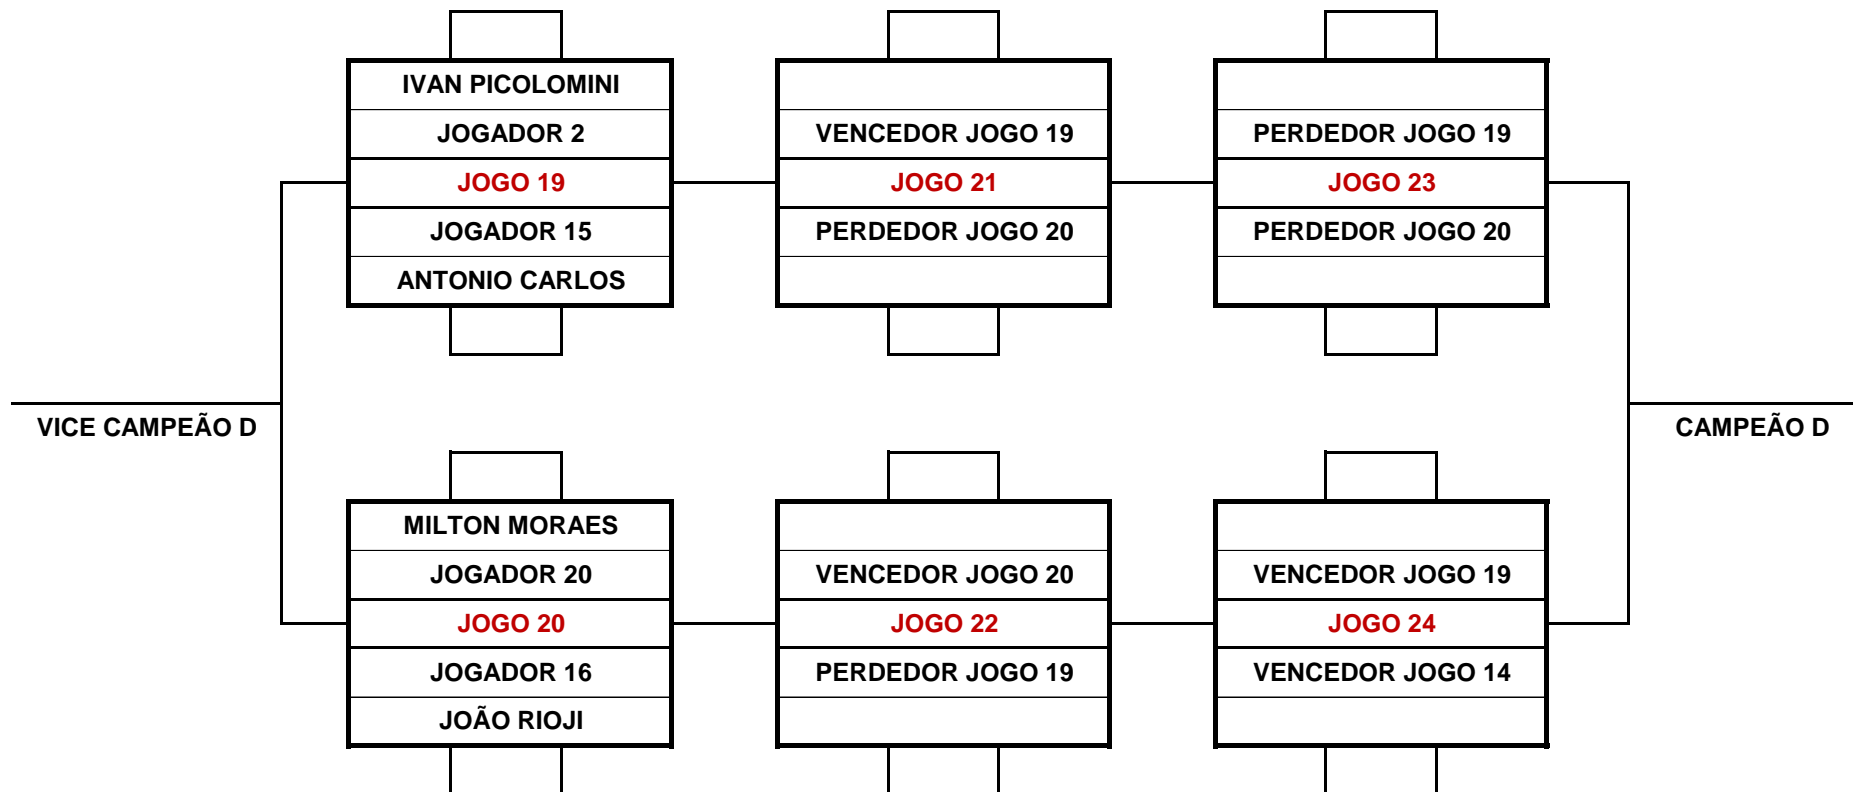 IVAN PICOLOMINI
JOGADOR 2
JOGO 19
JOGADOR 15
ANTONIO CARLOS
VENCEDOR JOGO 19
JOGO 21
PERDEDOR JOGO 20
PERDEDOR JOGO 19
JOGO 23
PERDEDOR JOGO 20
VICE CAMPEÃO D
CAMPEÃO D
MILTON MORAES
JOGADOR 20
JOGO 20
JOGADOR 16
JOÃO RIOJI
VENCEDOR JOGO 20
JOGO 22
PERDEDOR JOGO 19
VENCEDOR JOGO 19
JOGO 24
VENCEDOR JOGO 14